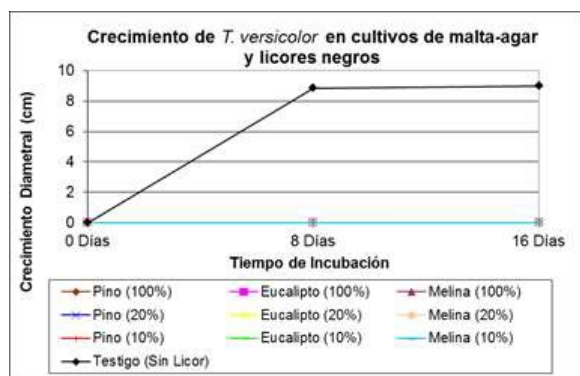 Crecimiento de T. versicolor en cultivos de malta-agar
y licores negros
Crecimiento Diametral (cm)
10
8
6
4
2
0
0 Días
8 Días
16 Días
Tiempo de Incubación
Pino (100%)
Eucalipto (100%)
Melina (100%)
Pino (20%)
Eucalipto (20%)
Melina (20%)
Pino (10%)
Eucalipto (10%)
Melina (10%)
Testigo (Sin Licor)